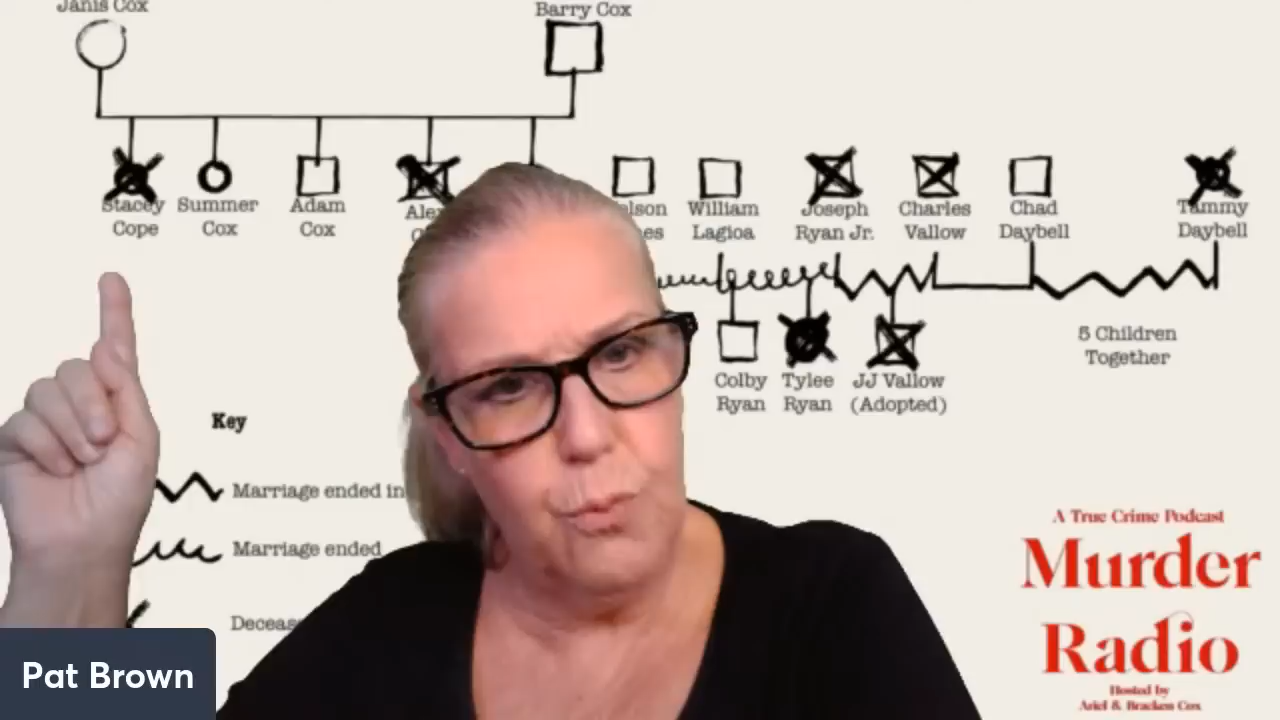 Janis Cox
Barry Cox
Stacey
Cope
Summer
Cox
Adam
Cox
William
Lagioa
Joseph
Ryan Jr.
Charles
Vallow
Chad
Daybell
Tammy
Daybell
Colby
Ryan
Tylee
Ryan
JJ Vallow
(Adopted)
5 Children
Together
Key
Marriage ended in
Marriage ended
A True Crime Podcast
Murder
Radio
Hosted by
Ariel & Bracken Cox
Pat Brown